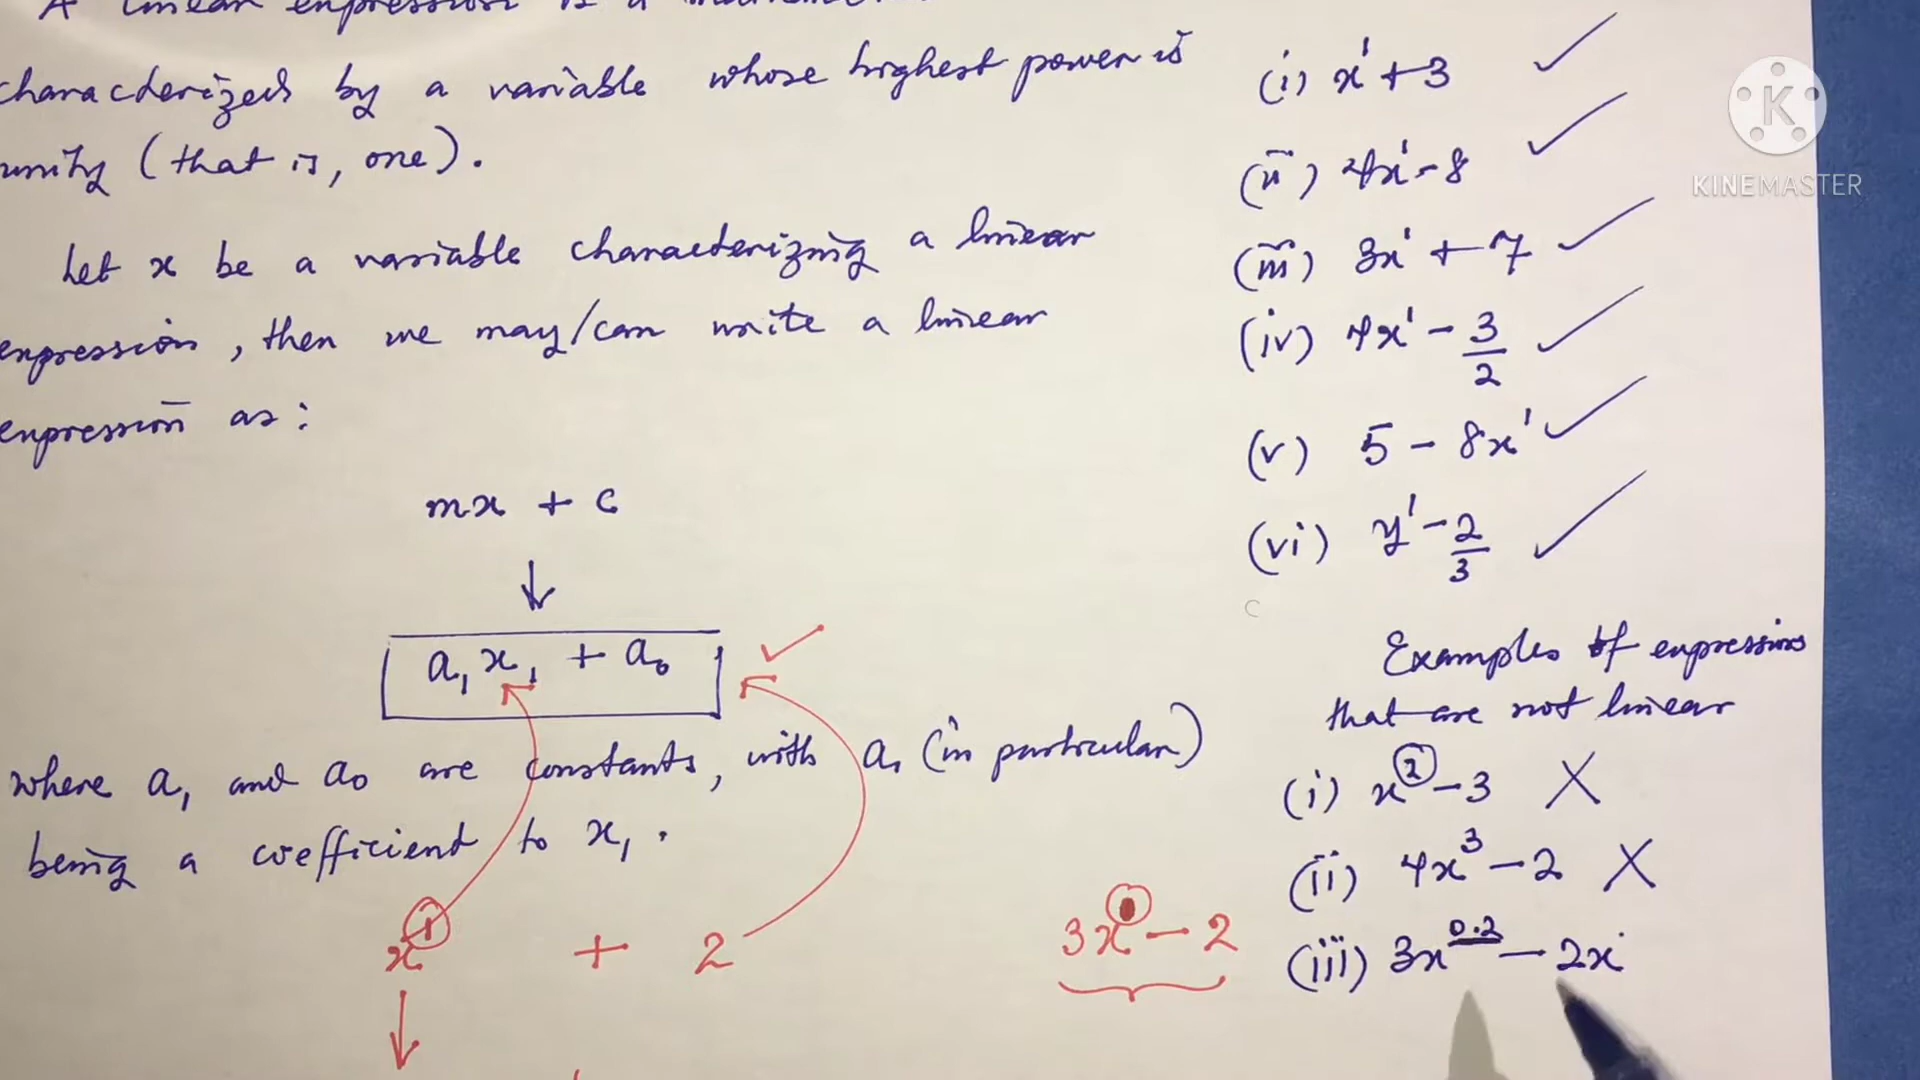 A linear expression is a
characterized by a variable whose highest power is
unity (that is, one).
Let x be a variable characterizing a linear
expression, then we may/can write a linear
expression as:
mx + c
↓
a₁x₁ + a₀
where a₁ and a₀ are constants, with a₁ (in particular)
being a coefficient to x₁.
x¹ + 2
3x - 2
(i) x¹ + 3 ✓
(ii) 4x¹ - 8 ✓
(iii) 3x¹ + 7 ✓
(iv) 4x¹ - 3/2 ✓
(v) 5 - 8x¹ ✓
(vi) y¹ - 2/3 ✓
Examples of expressions
that are not linear
(i) x² - 3 X
(ii) 4x³ - 2 X
(iii) 3x^0.2 - 2x
K
KINEMASTER